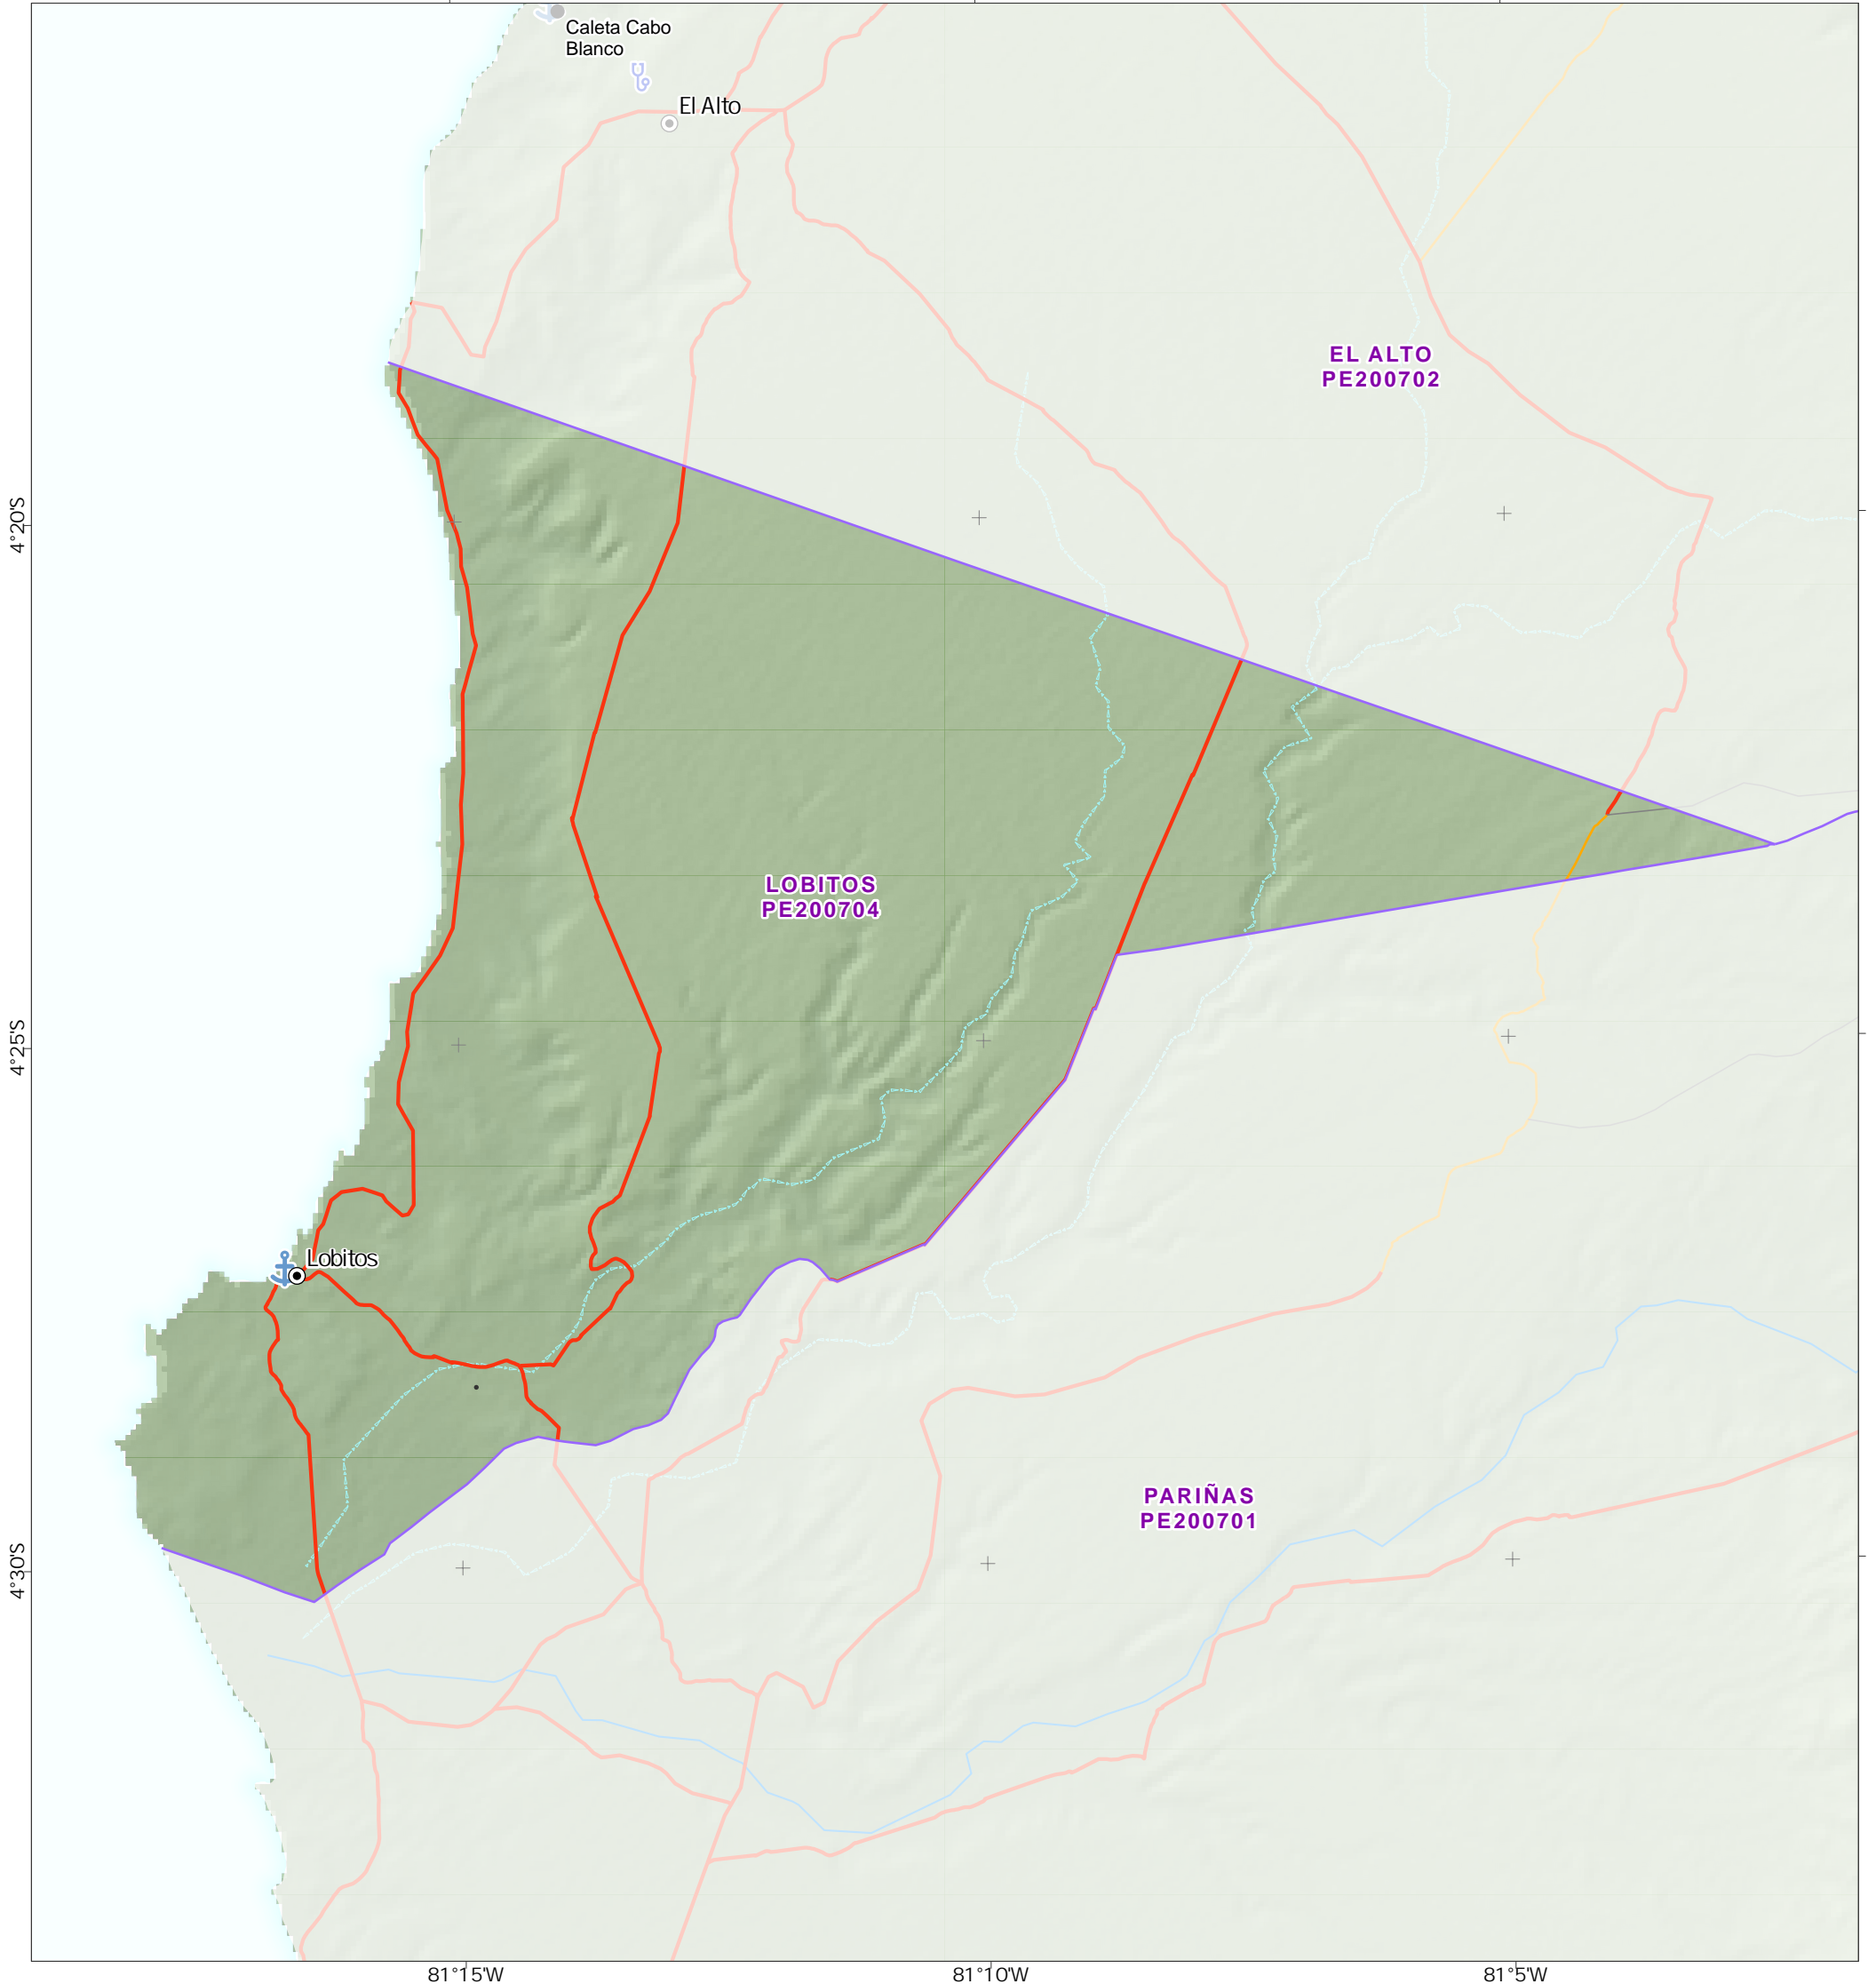 Caleta Cabo
Blanco
El Alto
EL ALTO
PE200702
4°20'S
LOBITOS
PE200704
4°25'S
Lobitos
PARIÑAS
PE200701
4°30'S
81°15'W
81°10'W
81°5'W